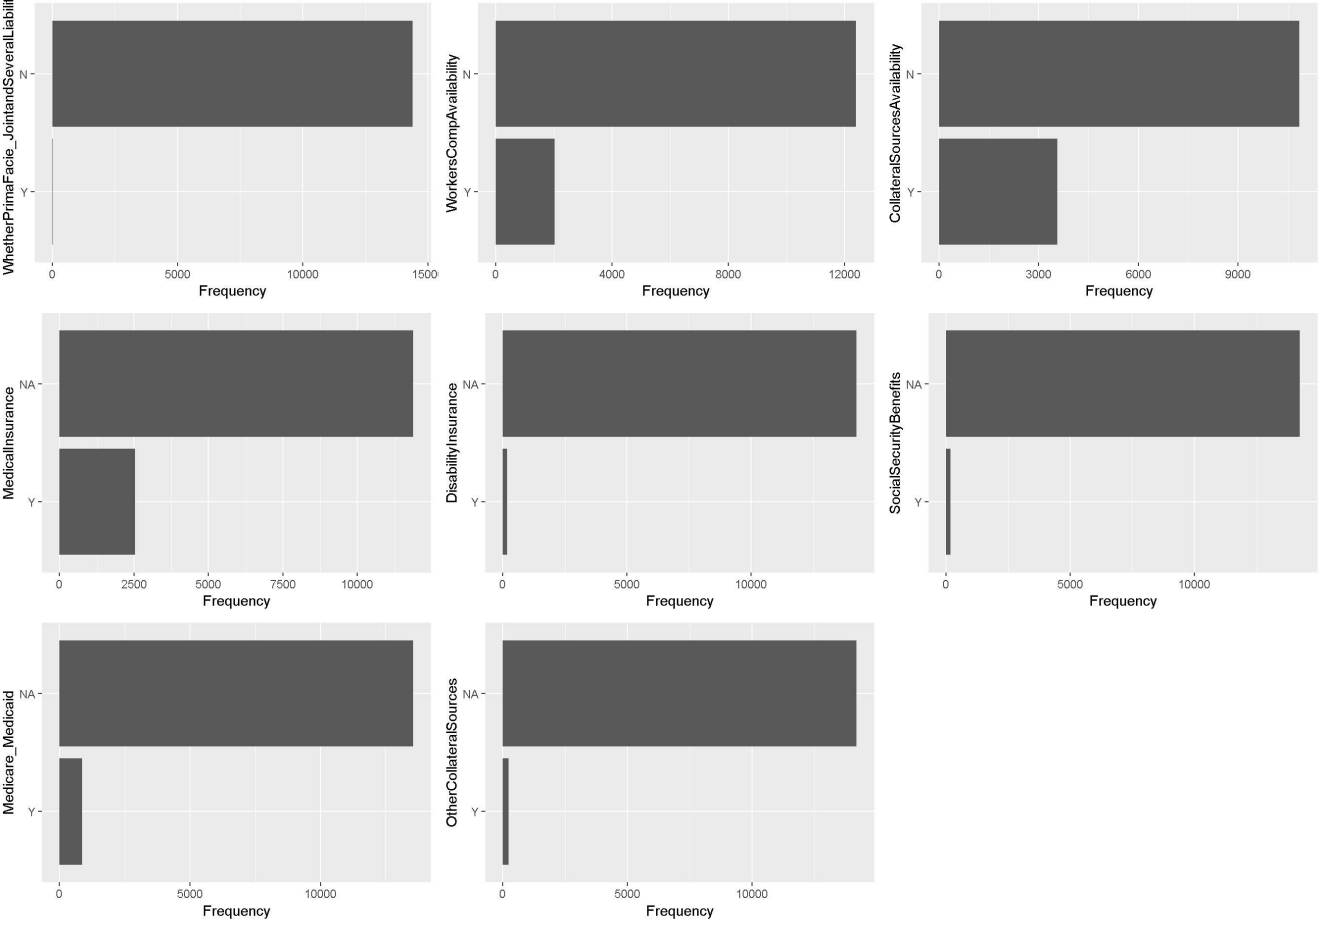 WhetherPrimaFacie_JointandSeveralLiabilit
N
Y
0 5000 10000 1500
Frequency
WorkersCompAvailability
N
Y
0 4000 8000 12000
Frequency
CollateralSourcesAvailability
N
Y
0 3000 6000 9000
Frequency
MedicalInsurance
NA
Y
0 2500 5000 7500 10000
Frequency
DisabilityInsurance
NA
Y
0 5000 10000
Frequency
SocialSecurityBenefits
NA
Y
0 5000 10000
Frequency
Medicare_Medicaid
NA
Y
0 5000 10000
Frequency
OtherCollateralSources
NA
Y
0 5000 10000
Frequency